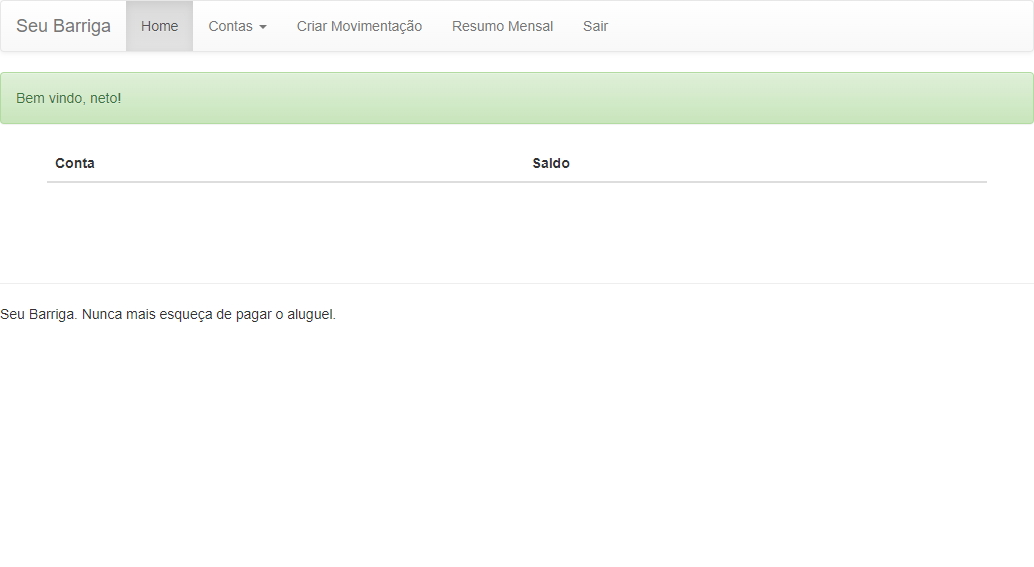 Seu Barriga Home Contas Criar Movimentação Resumo Mensal Sair
Bem vindo, neto!
Conta Saldo
Seu Barriga. Nunca mais esqueça de pagar o aluguel.